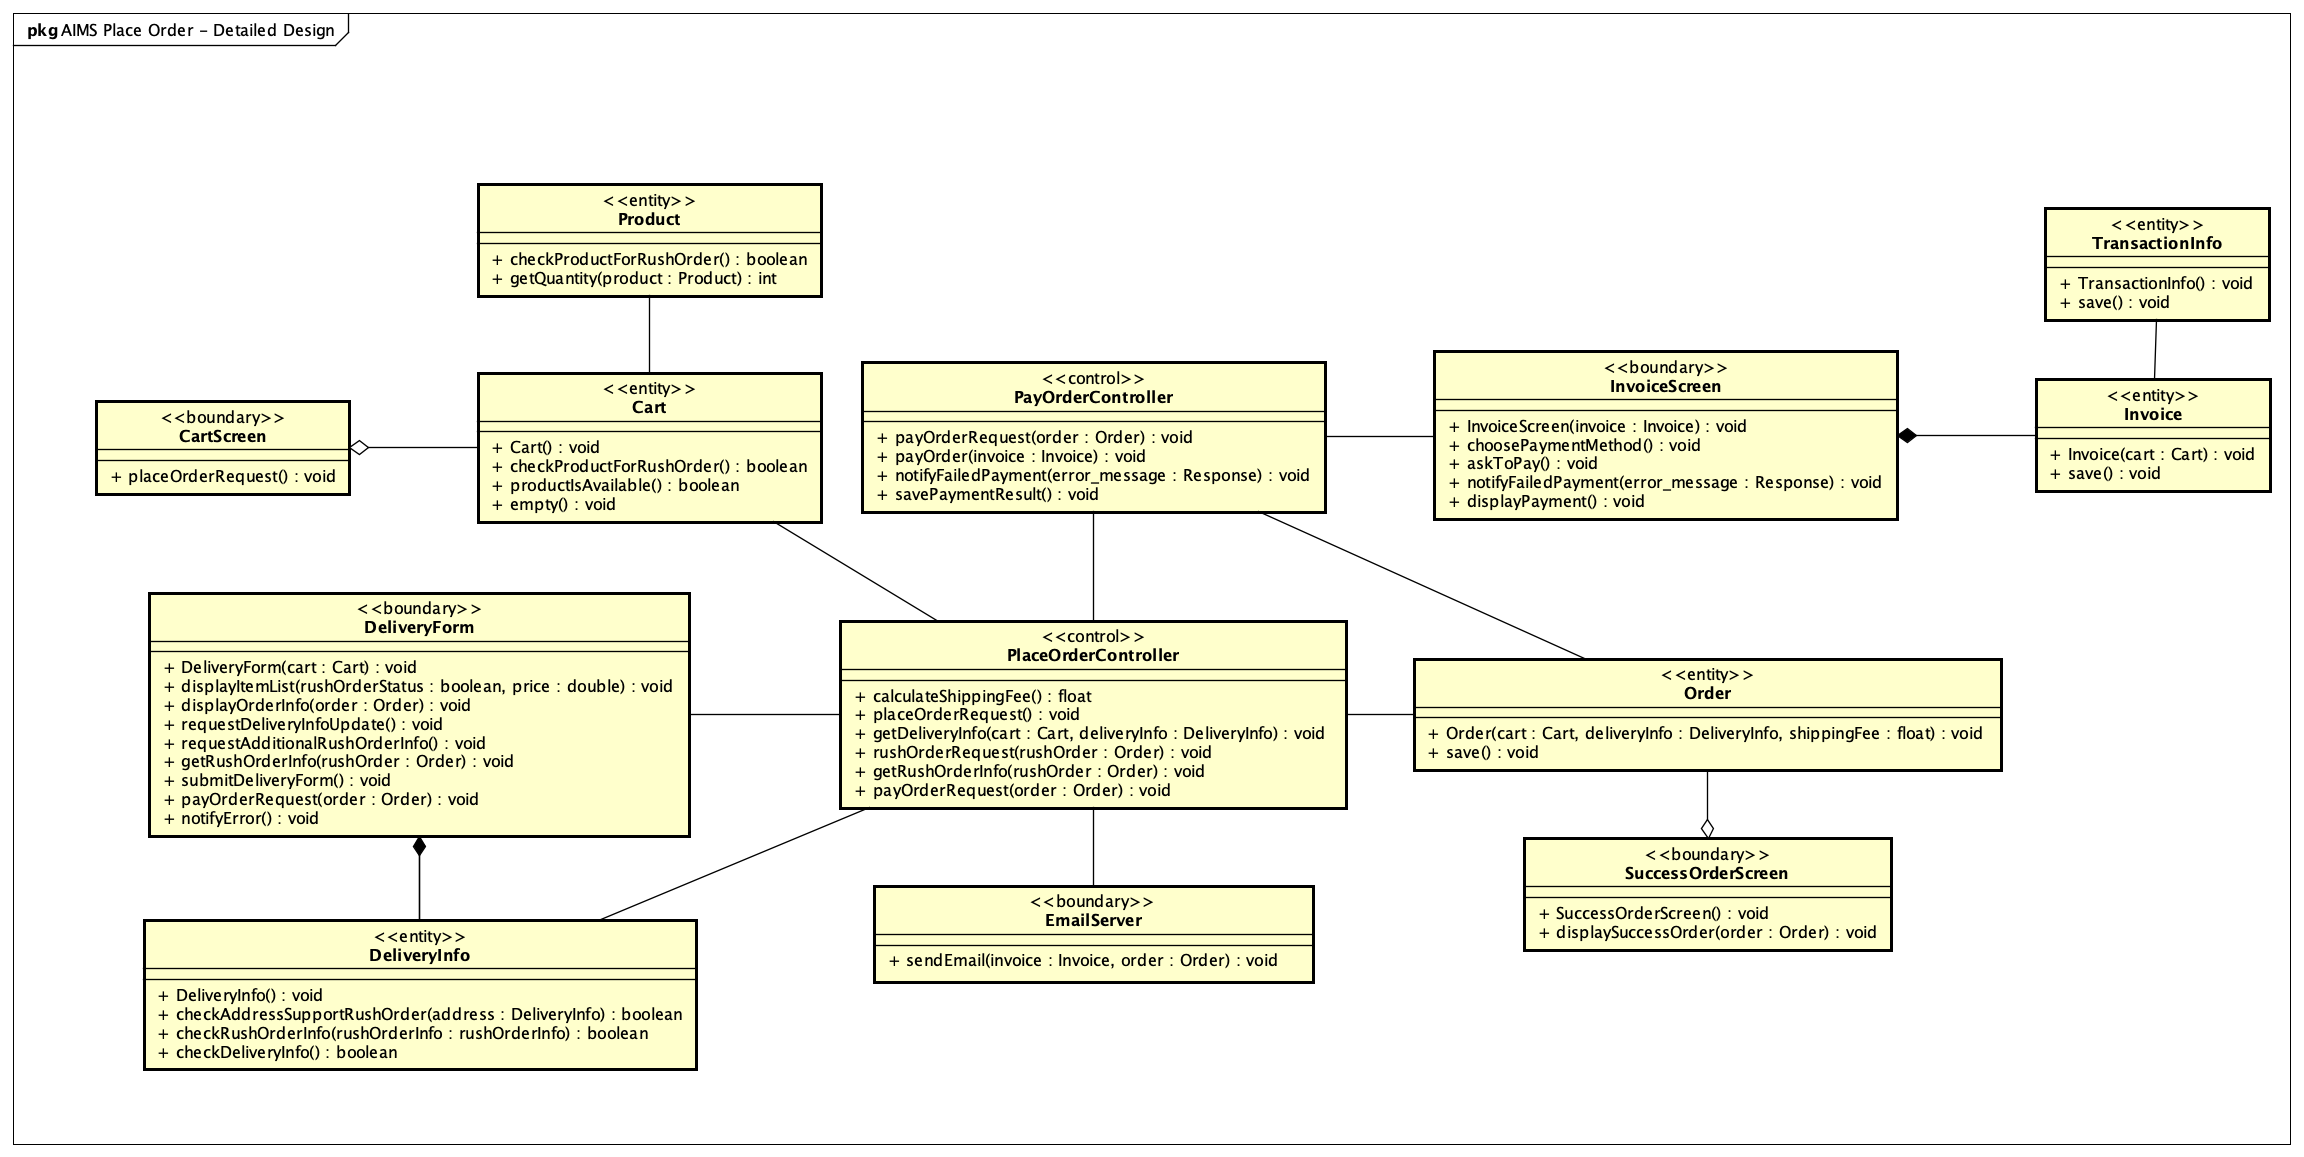 pkg AIMS Place Order - Detailed Design
<<entity>>
Product
+ checkProductForRushOrder() : boolean
+ getQuantity(product : Product) : int
<<entity>>
TransactionInfo
+ TransactionInfo() : void
+ save() : void
<<boundary>>
CartScreen
+ placeOrderRequest() : void
<<entity>>
Cart
+ Cart() : void
+ checkProductForRushOrder() : boolean
+ productIsAvailable() : boolean
+ empty() : void
<<control>>
PayOrderController
+ payOrderRequest(order : Order) : void
+ payOrder(invoice : Invoice) : void
+ notifyFailedPayment(error_message : Response) : void
+ savePaymentResult() : void
<<boundary>>
InvoiceScreen
+ InvoiceScreen(invoice : Invoice) : void
+ choosePaymentMethod() : void
+ askToPay() : void
+ notifyFailedPayment(error_message : Response) : void
+ displayPayment() : void
<<entity>>
Invoice
+ Invoice(cart : Cart) : void
+ save() : void
<<boundary>>
DeliveryForm
+ DeliveryForm(cart : Cart) : void
+ displayItemList(rushOrderStatus : boolean, price : double) : void
+ displayOrderInfo(order : Order) : void
+ requestDeliveryInfoUpdate() : void
+ requestAdditionalRushOrderInfo() : void
+ getRushOrderInfo(rushOrder : Order) : void
+ submitDeliveryForm() : void
+ payOrderRequest(order : Order) : void
+ notifyError() : void
<<control>>
PlaceOrderController
+ calculateShippingFee() : float
+ placeOrderRequest() : void
+ getDeliveryInfo(cart : Cart, deliveryInfo : DeliveryInfo) : void
+ rushOrderRequest(rushOrder : Order) : void
+ getRushOrderInfo(rushOrder : Order) : void
+ payOrderRequest(order : Order) : void
<<entity>>
Order
+ Order(cart : Cart, deliveryInfo : DeliveryInfo, shippingFee : float) : void
+ save() : void
<<boundary>>
SuccessOrderScreen
+ SuccessOrderScreen() : void
+ displaySuccessOrder(order : Order) : void
<<entity>>
DeliveryInfo
+ DeliveryInfo() : void
+ checkAddressSupportRushOrder(address : DeliveryInfo) : boolean
+ checkRushOrderInfo(rushOrderInfo : rushOrderInfo) : boolean
+ checkDeliveryInfo() : boolean
<<boundary>>
EmailServer
+ sendEmail(invoice : Invoice, order : Order) : void